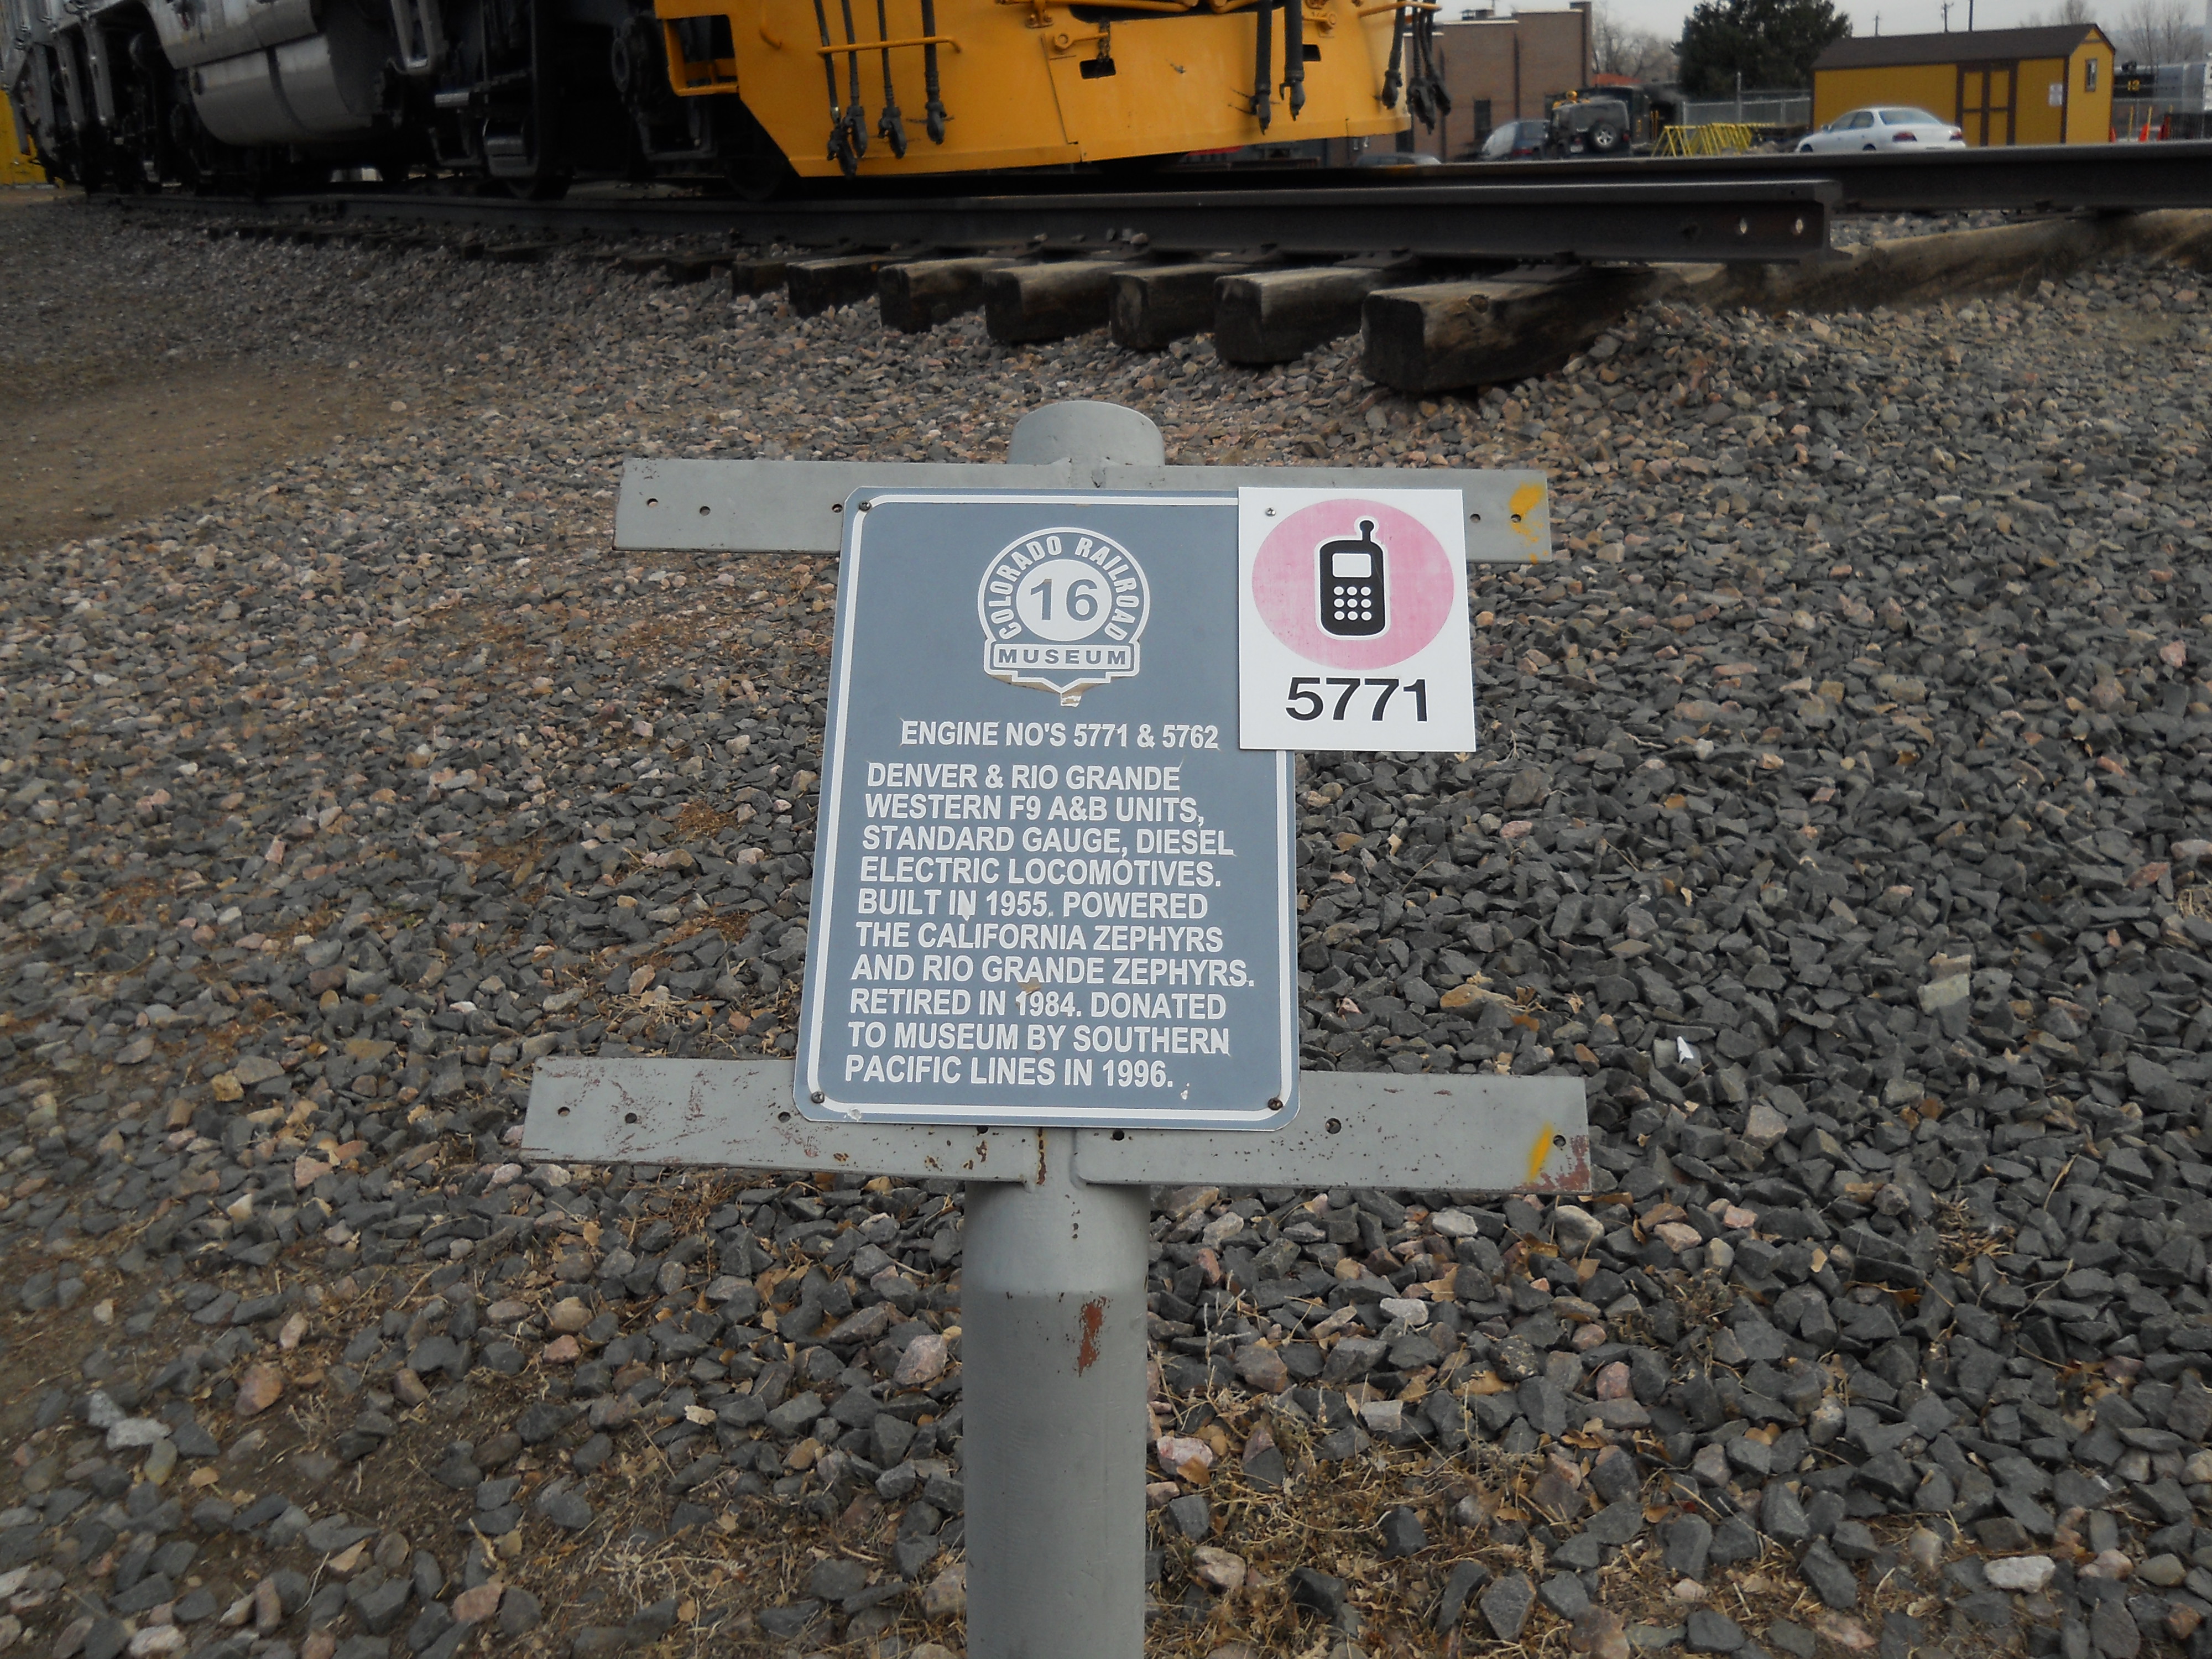 COLORADO RAILROAD
16
MUSEUM
5771
ENGINE NO'S 5771 & 5762
DENVER & RIO GRANDE
WESTERN F9 A&B UNITS,
STANDARD GAUGE, DIESEL
ELECTRIC LOCOMOTIVES.
BUILT IN 1955. POWERED
THE CALIFORNIA ZEPHYRS
AND RIO GRANDE ZEPHYRS.
RETIRED IN 1984. DONATED
TO MUSEUM BY SOUTHERN
PACIFIC LINES IN 1996.